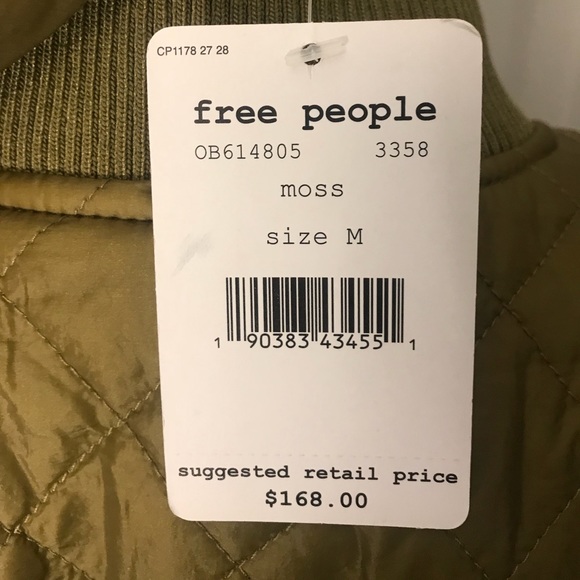 CP1178 27 28
free people
OB614805 3358
moss
size M
1 90383 43455 1
suggested retail price
$168.00